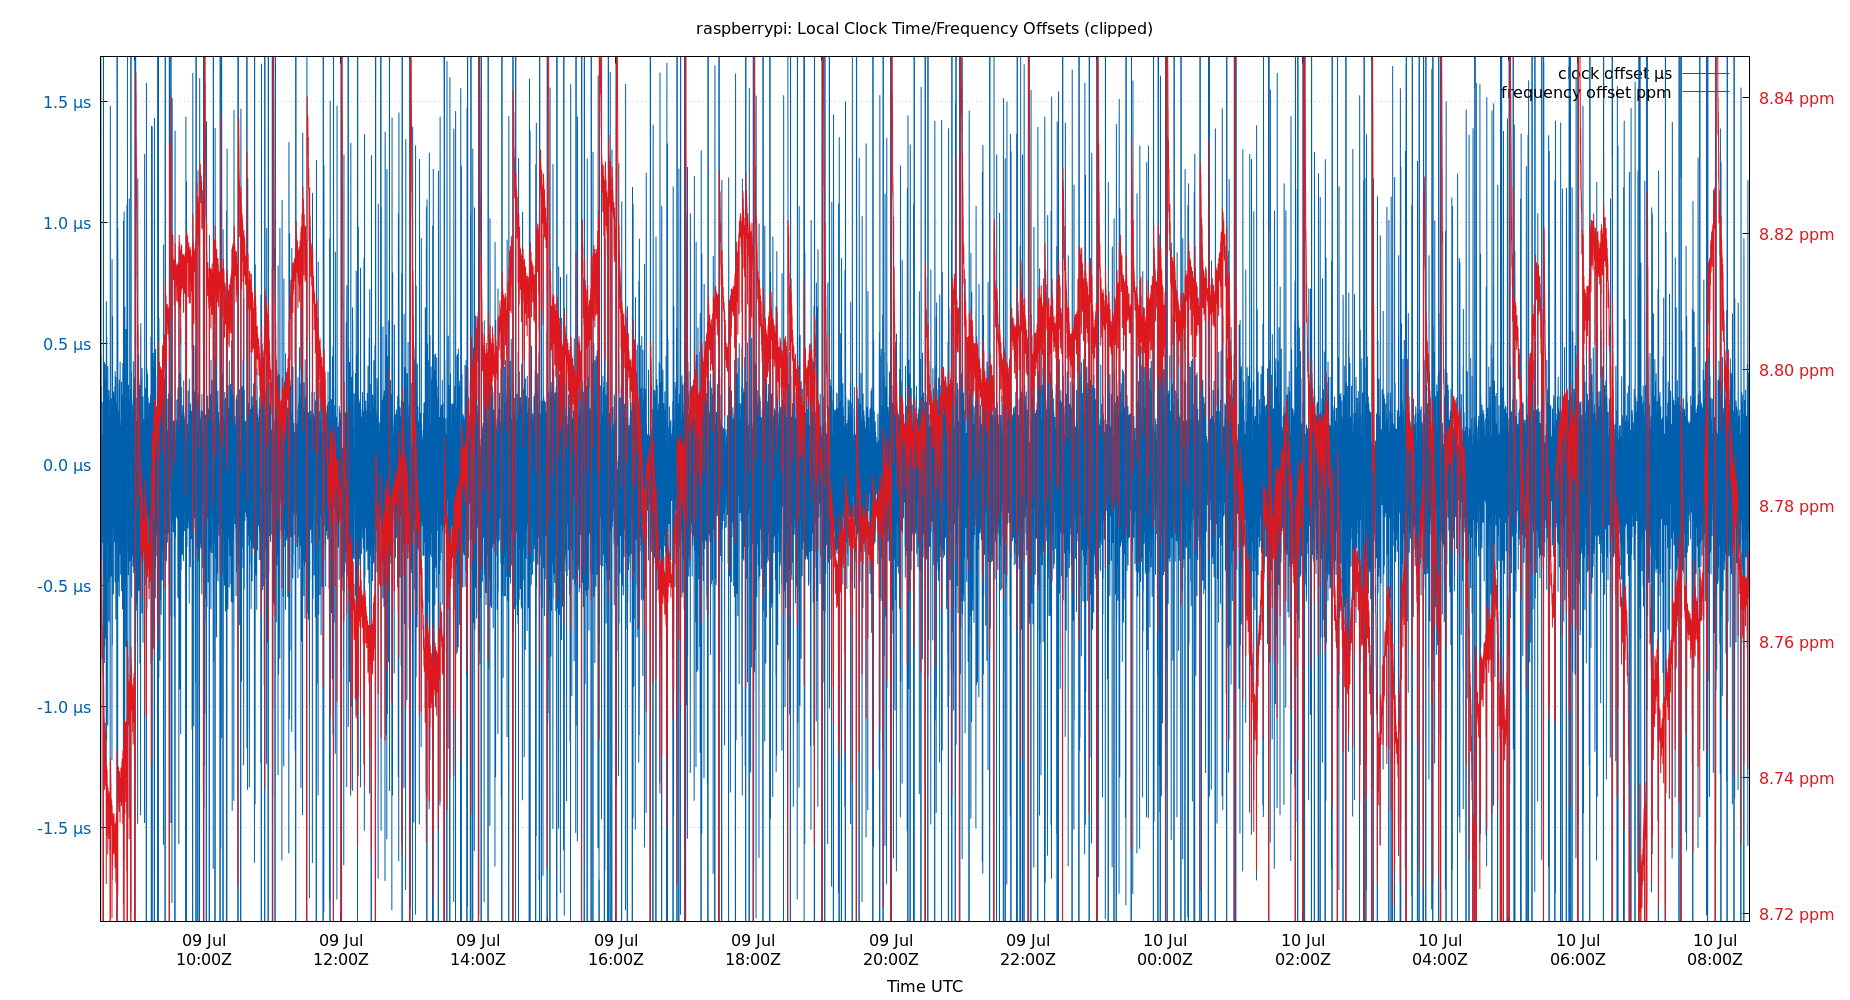 raspberrypi: Local Clock Time/Frequency Offsets (clipped)
clock offset µs
frequency offset ppm
1.5 µs
1.0 µs
0.5 µs
0.0 µs
-0.5 µs
-1.0 µs
-1.5 µs
8.84 ppm
8.82 ppm
8.80 ppm
8.78 ppm
8.76 ppm
8.74 ppm
8.72 ppm
09 Jul 09 Jul 09 Jul 09 Jul 09 Jul 09 Jul 09 Jul 10 Jul 10 Jul 10 Jul 10 Jul 10 Jul
10:00Z 12:00Z 14:00Z 16:00Z 18:00Z 20:00Z 22:00Z 00:00Z 02:00Z 04:00Z 06:00Z 08:00Z
Time UTC